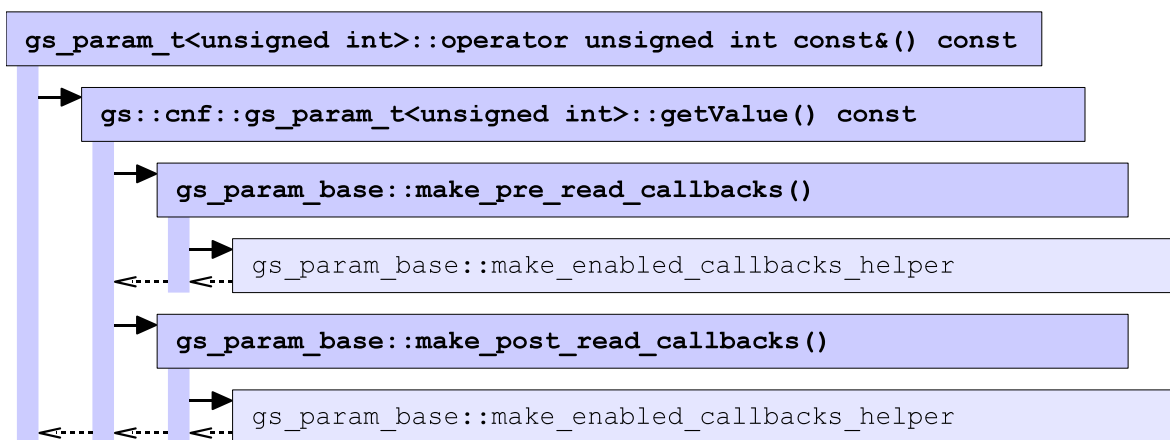 gs_param_t<unsigned int>::operator unsigned int const&() const
gs::cnf::gs_param_t<unsigned int>::getValue() const
gs_param_base::make_pre_read_callbacks()
gs_param_base::make_enabled_callbacks_helper
gs_param_base::make_post_read_callbacks()
gs_param_base::make_enabled_callbacks_helper